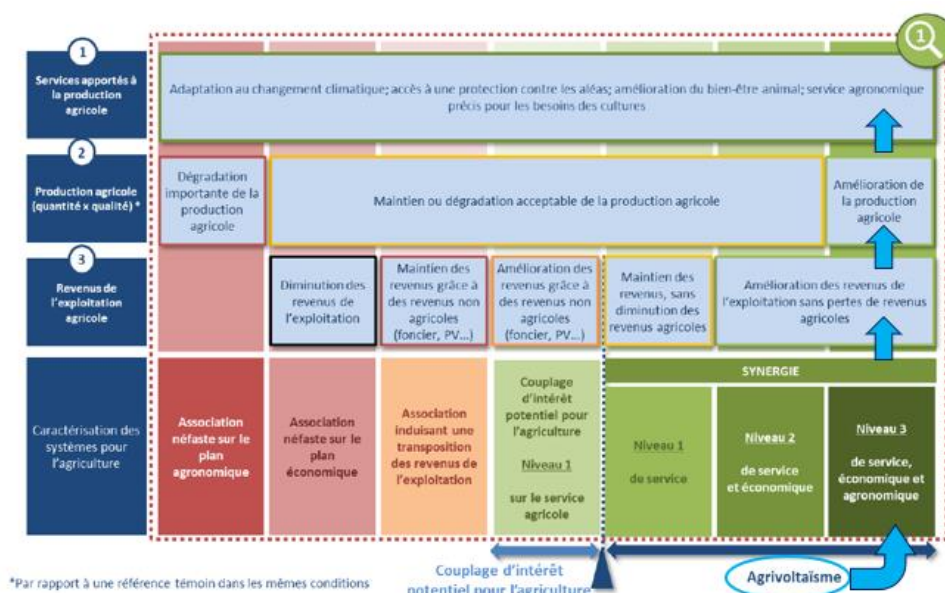 1
1
Services apportés à
la production
agricole
Adaptation au changement climatique; accès à une protection contre les aléas; amélioration du bien-être animal; service agronomique
précis pour les besoins des cultures
2
Production agricole
(quantité x qualité) *
Dégradation
importante de la
production
agricole
Maintien ou dégradation acceptable de la production agricole
Amélioration de
la production
agricole
3
Revenus de
l'exploitation
agricole
Diminution des
revenus de
l'exploitation
Maintien des
revenus grâce à
des revenus non
agricoles
(foncier, PV...)
Amélioration des
revenus grâce à
des revenus non
agricoles
(foncier, PV...)
Maintien des
revenus, sans
diminution des
revenus agricoles
Amélioration des revenus de
l'exploitation sans pertes de revenus
agricoles
Caractérisation des
systèmes pour
l'agriculture
Association
néfaste sur le
plan
agronomique
Association
néfaste sur le
plan
économique
Association
induisant une
transposition
des revenus de
l'exploitation
Couplage
d'intérêt
potentiel pour
l'agriculture
Niveau 1
sur le service
agricole
SYNERGIE
Niveau 1
de service
Niveau 2
de service
et économique
Niveau 3
de service,
économique et
agronomique
*Par rapport à une référence témoin dans les mêmes conditions
Couplage d'intérêt
potentiel pour l'agriculture
Agrivoltaïsme